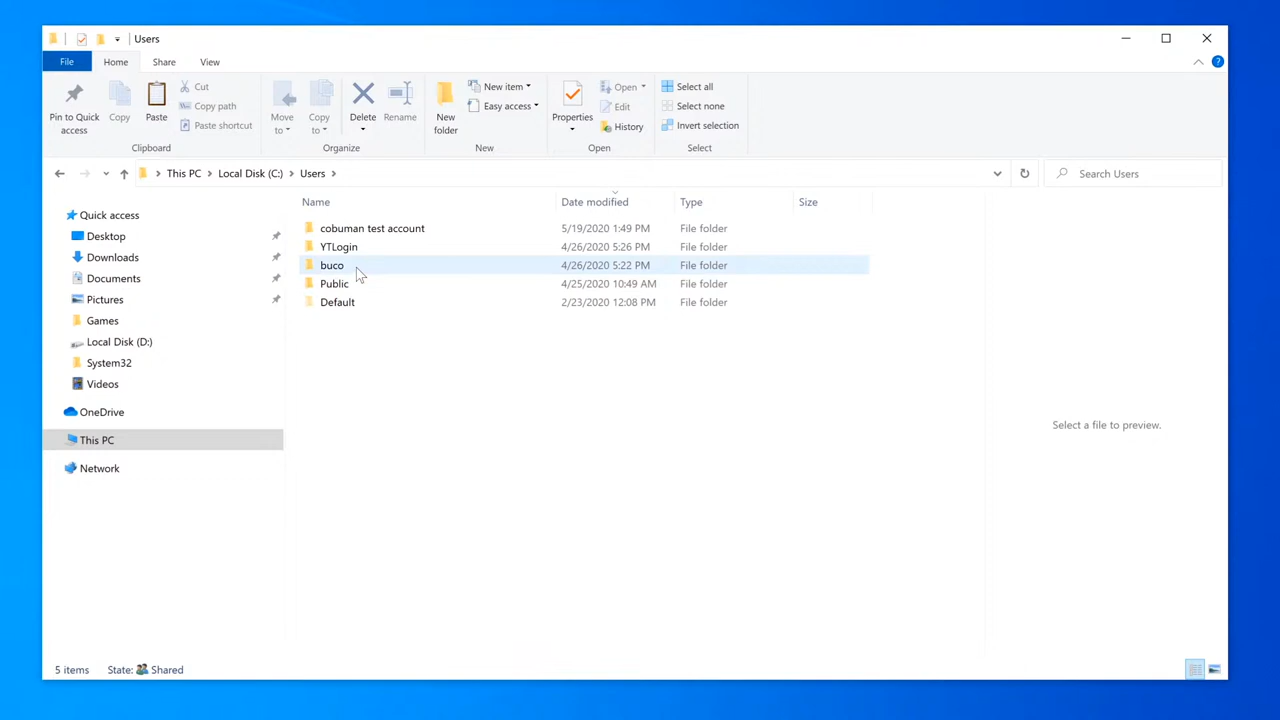 Users
File Home Share View
Pin to Quick access
Copy
Paste
Cut
Copy path
Paste shortcut
Clipboard
Move to
Copy to
Delete
Rename
Organize
New folder
New item
Easy access
New
Properties
Open
Edit
History
Open
Select all
Select none
Invert selection
Select
This PC > Local Disk (C:) > Users >
Search Users
Quick access
Desktop
Downloads
Documents
Pictures
Games
Local Disk (D:)
System32
Videos
OneDrive
This PC
Network
Name Date modified Type Size
cobuman test account 5/19/2020 1:49 PM File folder
YTLogin 4/26/2020 5:26 PM File folder
buco 4/26/2020 5:22 PM File folder
Public 4/25/2020 10:49 AM File folder
Default 2/23/2020 12:08 PM File folder
Select a file to preview.
5 items State: Shared